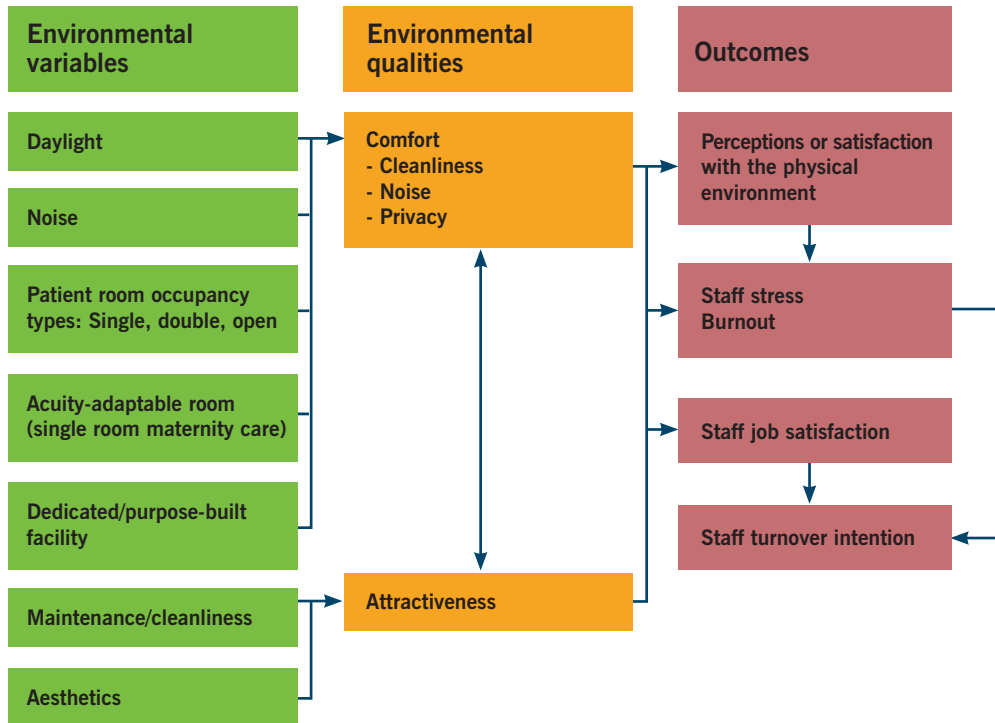 Environmental
variables
Environmental
qualities
Outcomes
Daylight
Noise
Patient room occupancy
types: Single, double, open
Acuity-adaptable room
(single room maternity care)
Dedicated/purpose-built
facility
Maintenance/cleanliness
Aesthetics
Comfort
- Cleanliness
- Noise
- Privacy
Attractiveness
Perceptions or satisfaction
with the physical
environment
Staff stress
Burnout
Staff job satisfaction
Staff turnover intention